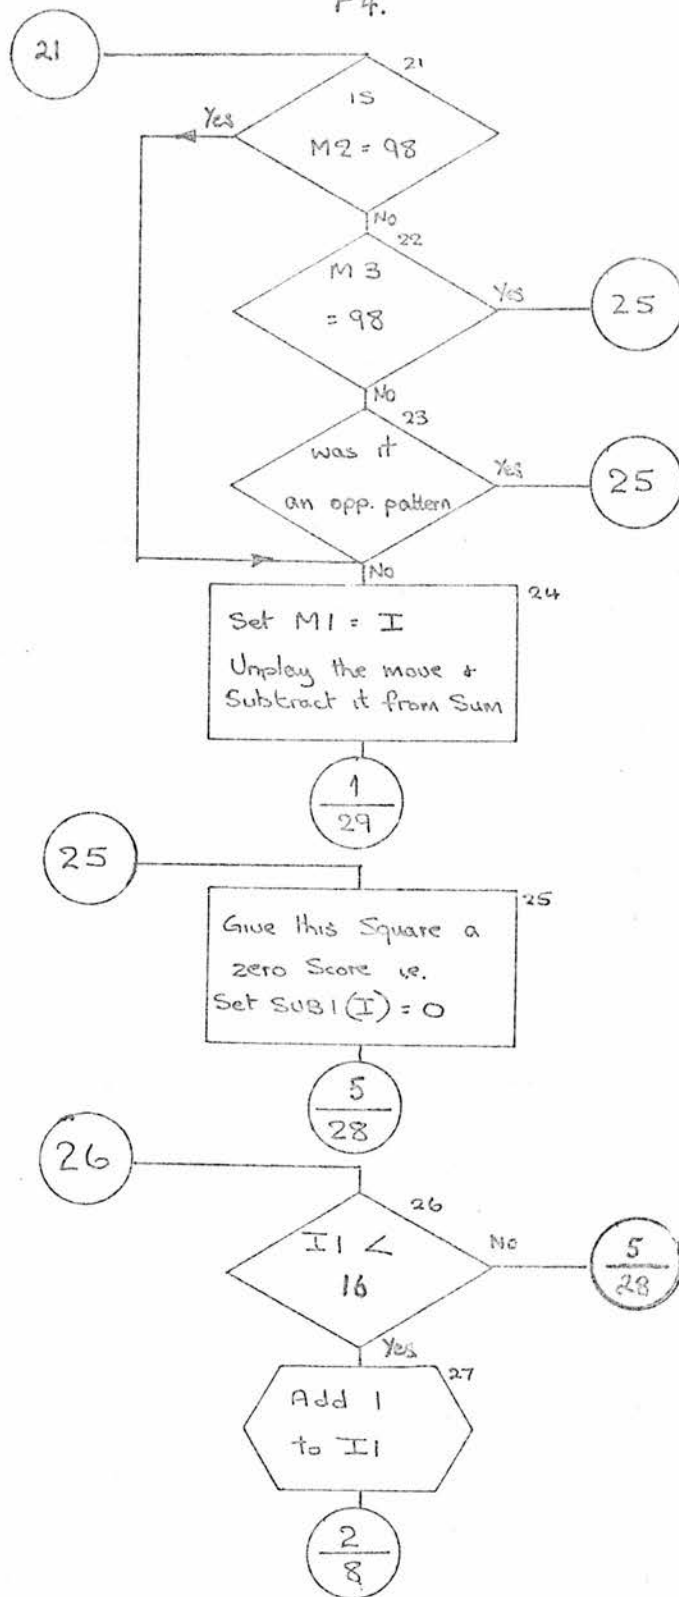 P4.
21
21
IS
M2 = 98
Yes
No
22
M3
= 98
Yes
25
No
23
was it
an opp. pattern
Yes
25
No
24
Set M1 = I
Unplay the move &
Subtract it from Sum
1
29
25
25
Give this Square a
zero Score i.e.
Set SUB1(I) = 0
5
28
26
26
I1 <
16
No
5
28
Yes
27
Add 1
to I1
2
8